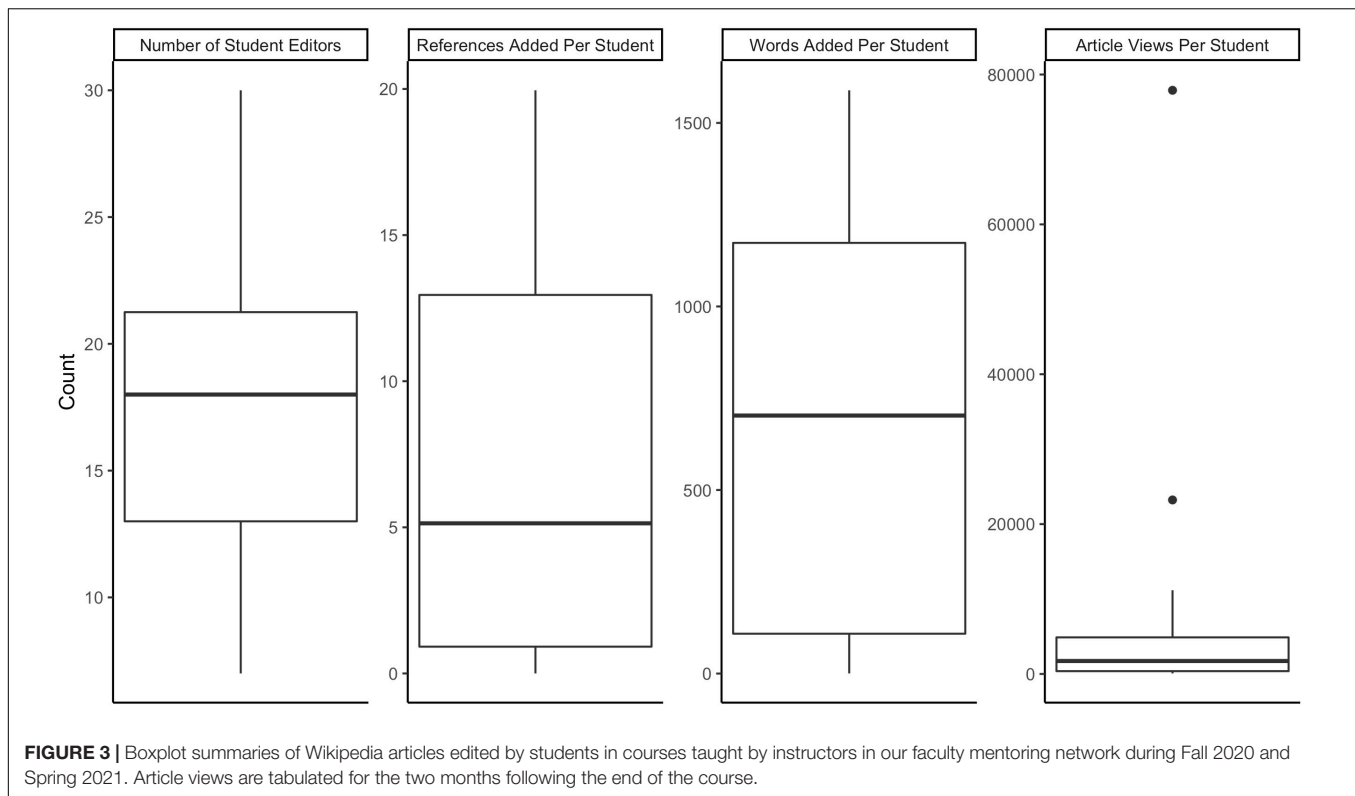 Number of Student Editors
References Added Per Student
Words Added Per Student
Article Views Per Student
Count
30
25
20
15
10
20
15
10
5
0
1500
1000
500
0
80000
60000
40000
20000
0
FIGURE 3 | Boxplot summaries of Wikipedia articles edited by students in courses taught by instructors in our faculty mentoring network during Fall 2020 and
Spring 2021. Article views are tabulated for the two months following the end of the course.